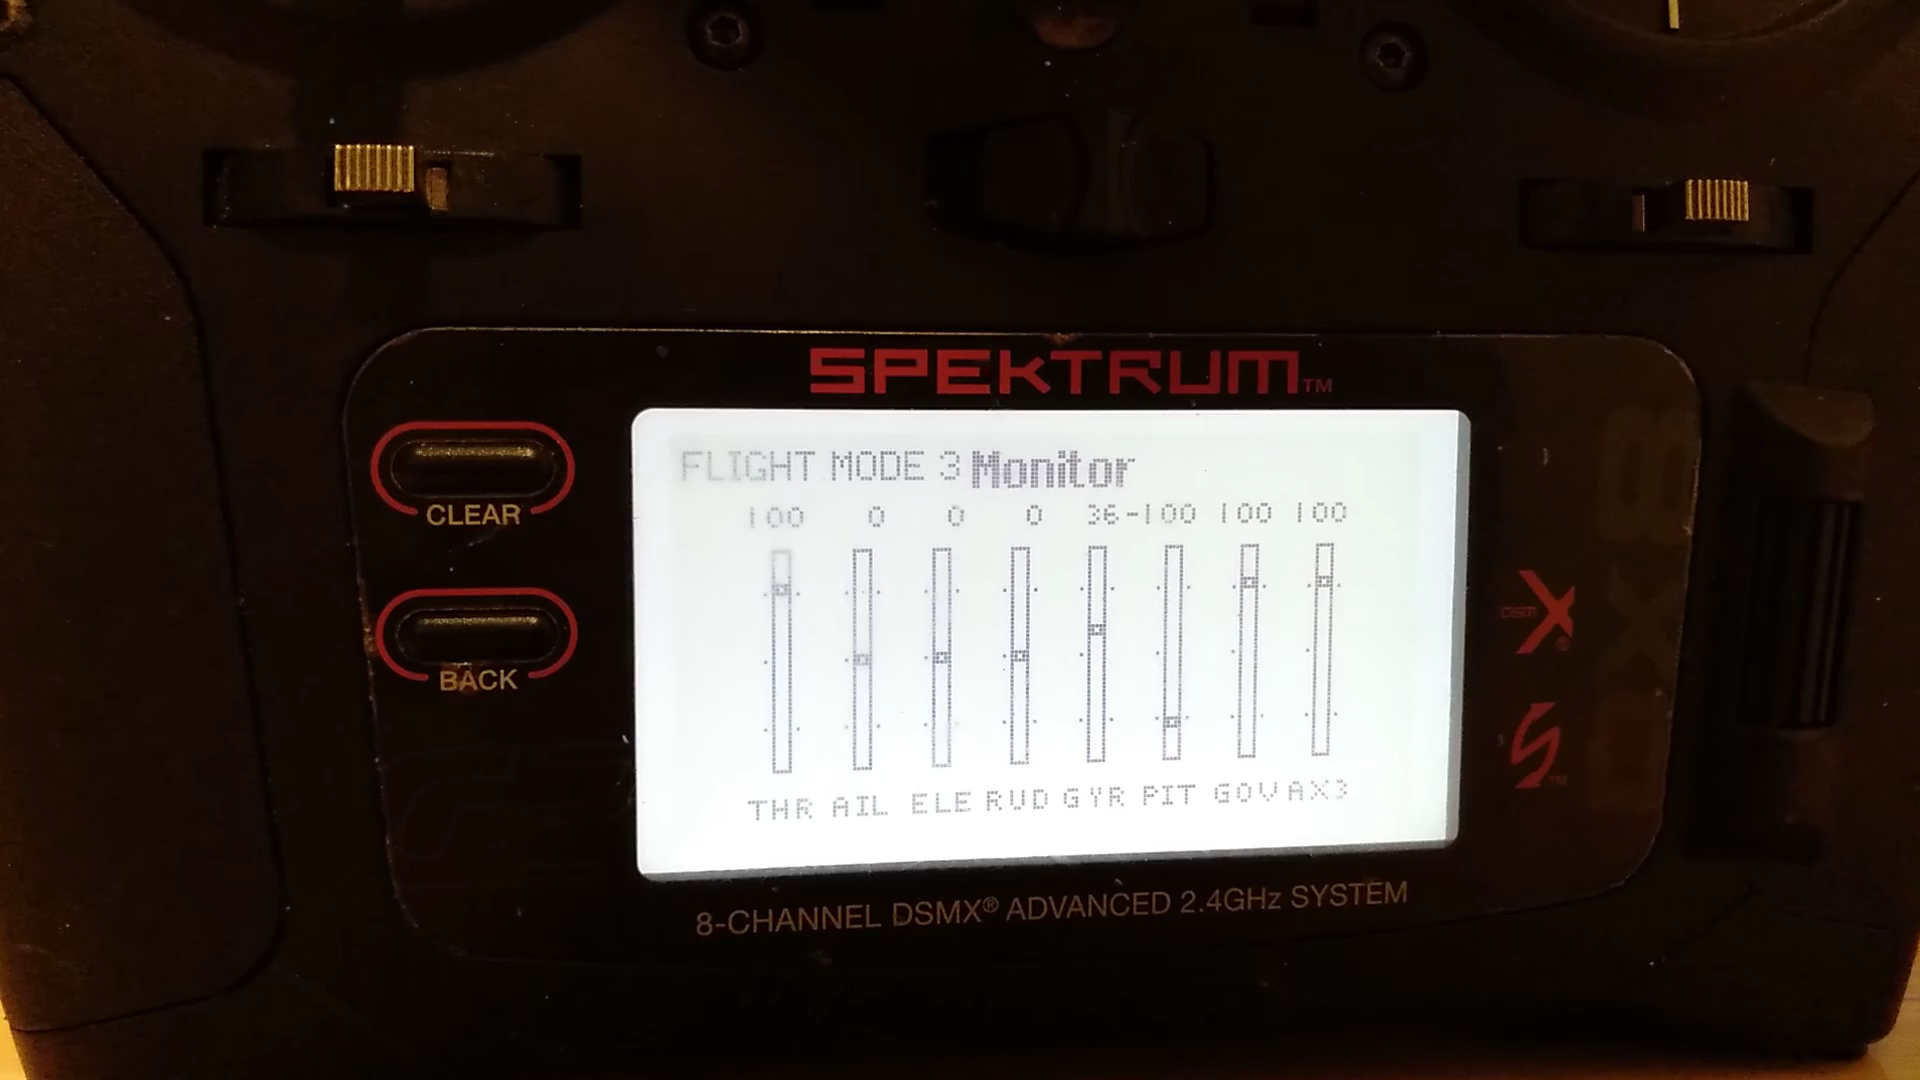 SPEKTRUM™
FLIGHT MODE 3 Monitor
100 0 0 0 36 -100 100 100
THR AIL ELE RUD GYR PIT GOV AX3
CLEAR
BACK
DSM X®
8-CHANNEL DSMX® ADVANCED 2.4GHz SYSTEM